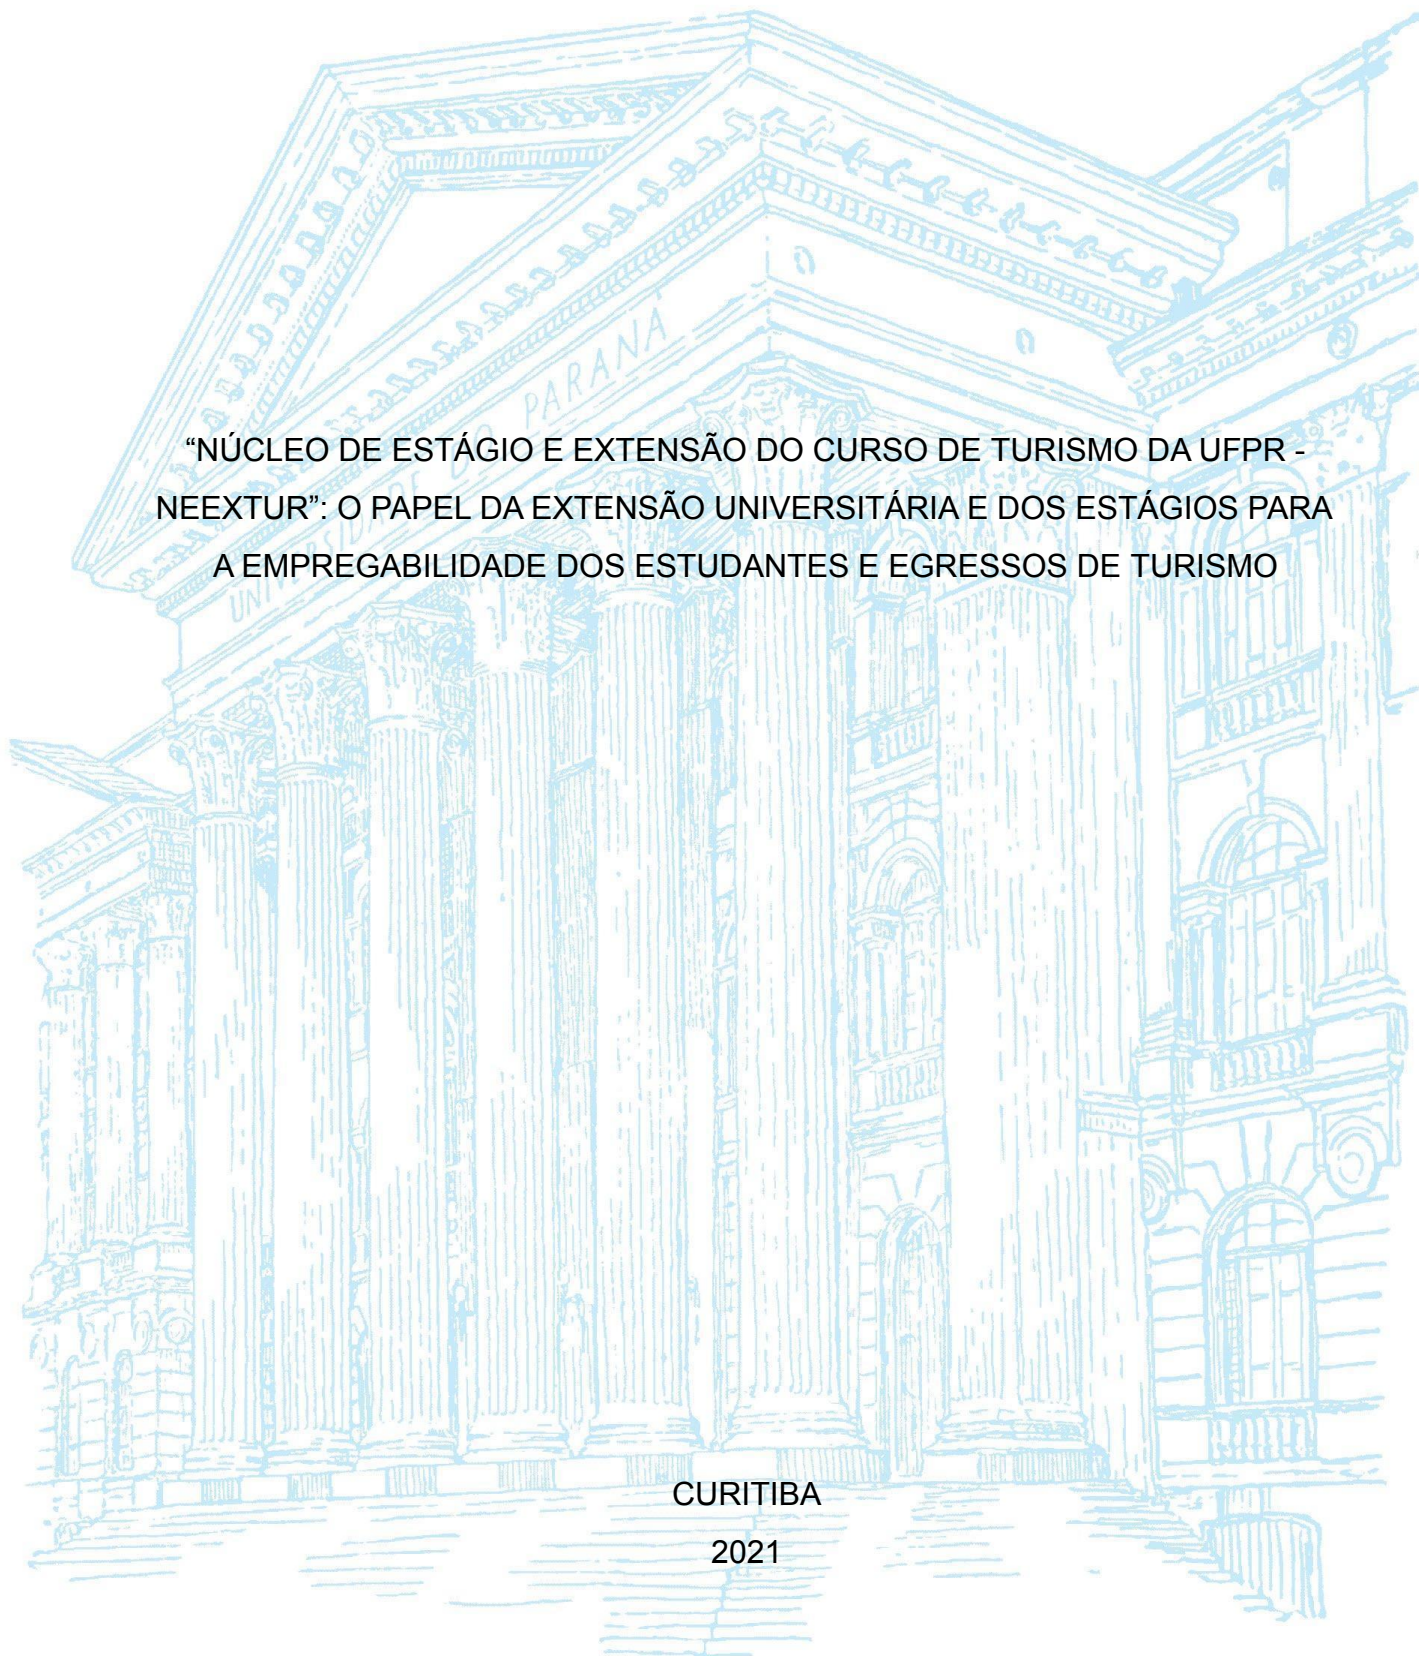 PARANÁ
“NÚCLEO DE ESTÁGIO E EXTENSÃO DO CURSO DE TURISMO DA UFPR -
NEEXTUR”: O PAPEL DA EXTENSÃO UNIVERSITÁRIA E DOS ESTÁGIOS PARA
A EMPREGABILIDADE DOS ESTUDANTES E EGRESSOS DE TURISMO
CURITIBA
2021